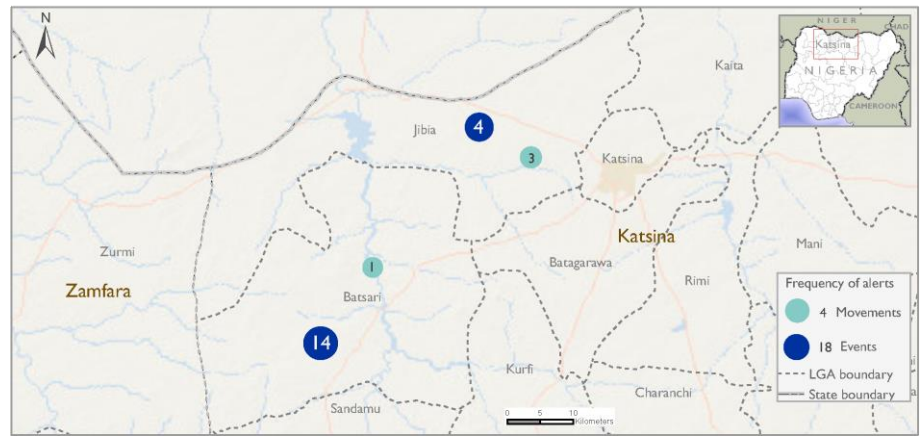 N
NIGER
CHAD
Katsina
NIGERIA
CAMEROON
Kaita
Jibia
4
3
Katsina
Katsina
Zurmi
Zamfara
1
Batsari
Batagarawa
Rimi
Mani
14
Kurfi
Sandamu
Charanchi
0 5 10
Kilometers
Frequency of alerts
4 Movements
18 Events
LGA boundary
State boundary